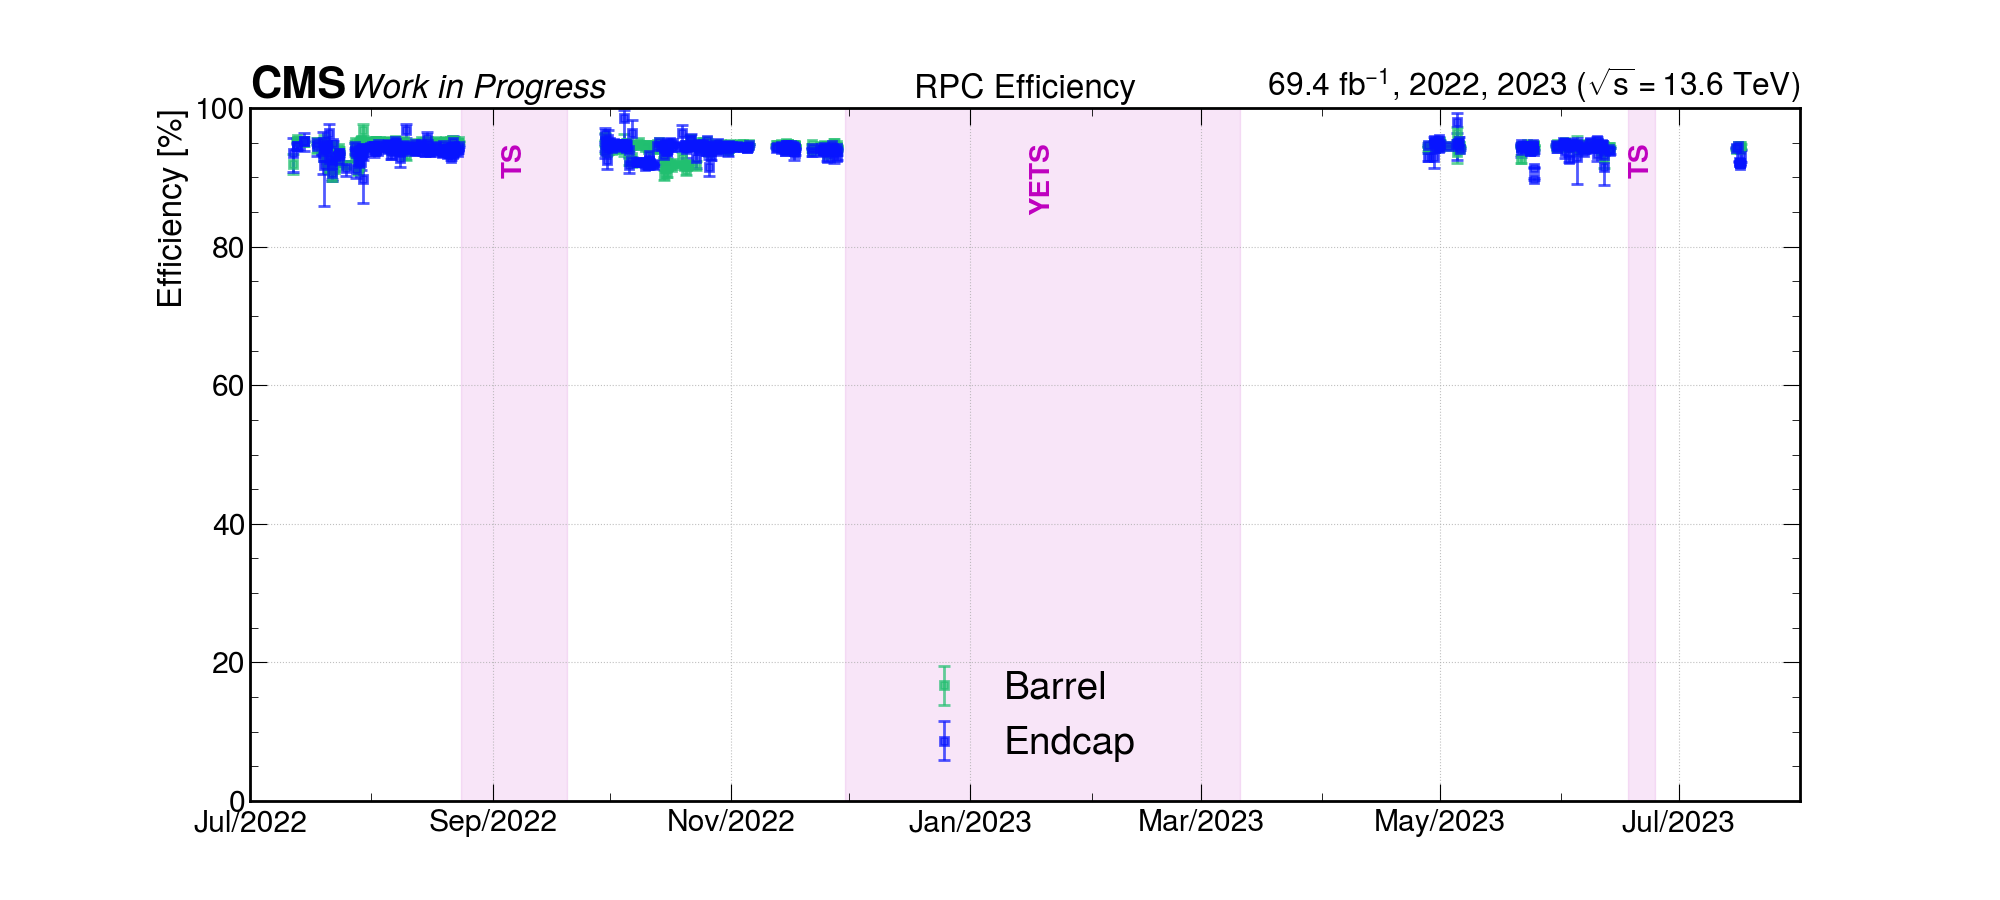 CMS Work in Progress RPC Efficiency 69.4 fb⁻¹, 2022, 2023 (√s = 13.6 TeV)
Efficiency [%]
100
80
60
40
20
0
TS
YETS
TS
Barrel
Endcap
Jul/2022 Sep/2022 Nov/2022 Jan/2023 Mar/2023 May/2023 Jul/2023